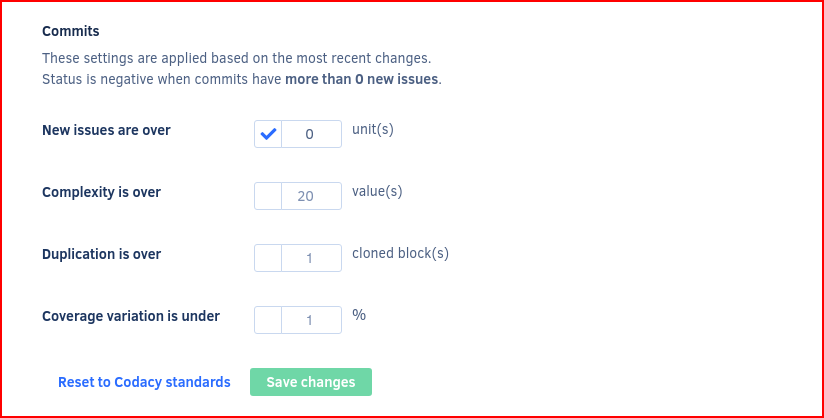 Commits
These settings are applied based on the most recent changes.
Status is negative when commits have more than 0 new issues.
New issues are over 0 unit(s)
Complexity is over 20 value(s)
Duplication is over 1 cloned block(s)
Coverage variation is under 1 %
Reset to Codacy standards Save changes